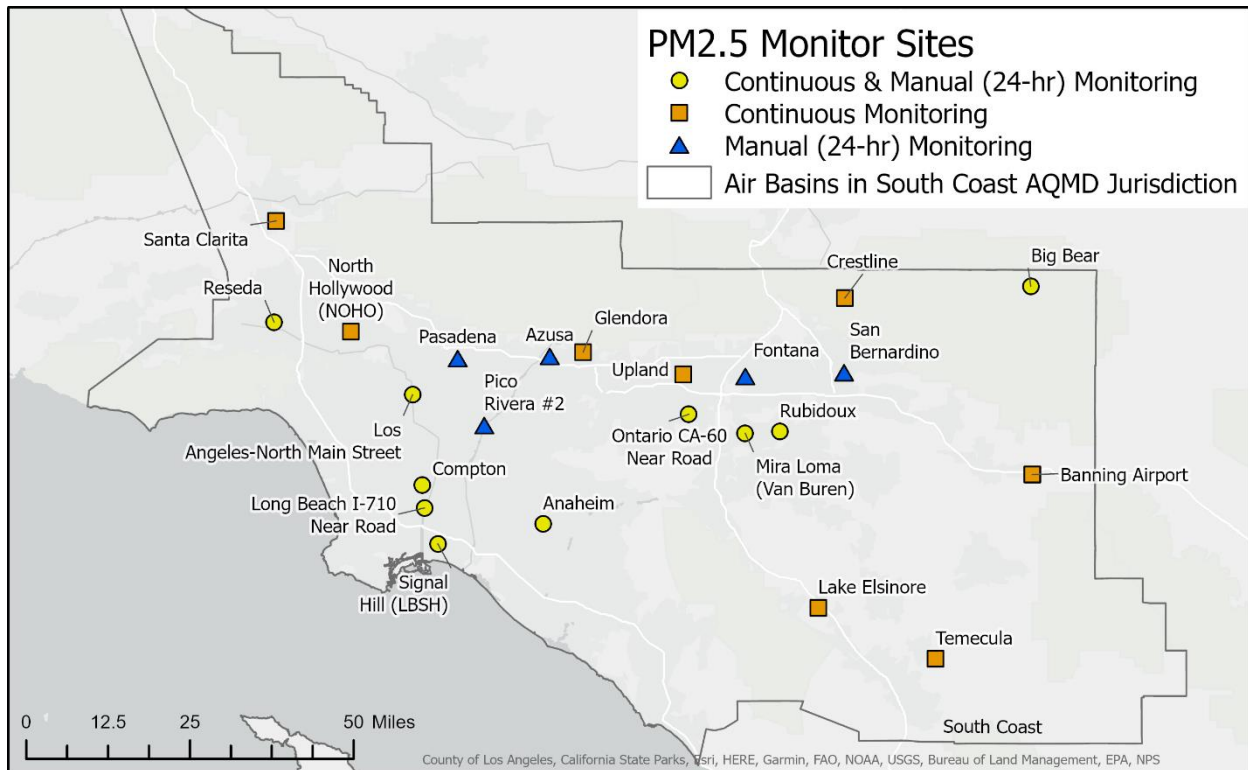 PM2.5 Monitor Sites
Continuous & Manual (24-hr) Monitoring
Continuous Monitoring
Manual (24-hr) Monitoring
Air Basins in South Coast AQMD Jurisdiction
Santa Clarita
North
Hollywood
(NOHO)
Reseda
Crestline
Big Bear
Glendora
Azusa
Pasadena
San
Bernardino
Fontana
Upland
Pico
Rivera #2
Los
Angeles-North Main Street
Ontario CA-60
Near Road
Rubidoux
Mira Loma
(Van Buren)
Compton
Banning Airport
Long Beach I-710
Near Road
Anaheim
Signal
Hill (LBSH)
Lake Elsinore
Temecula
South Coast
0 12.5 25 50 Miles
County of Los Angeles, California State Parks, Esri, HERE, Garmin, FAO, NOAA, USGS, Bureau of Land Management, EPA, NPS